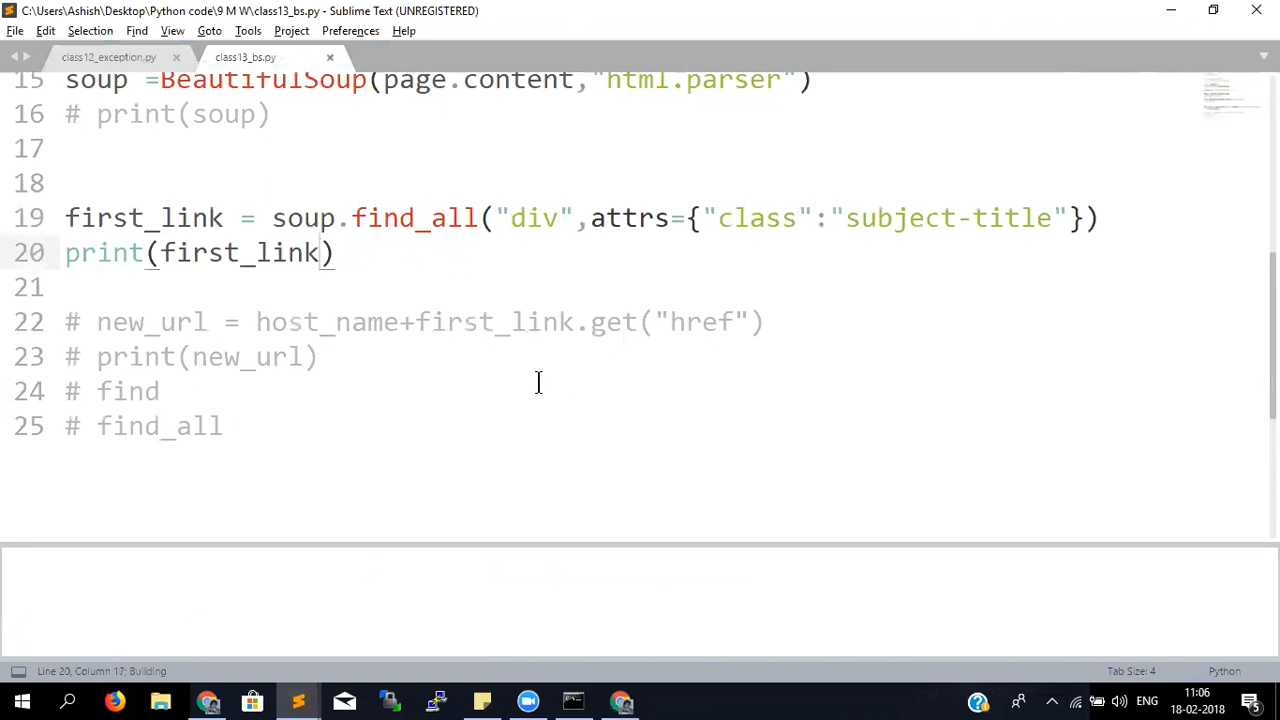 C:\Users\Ashish\Desktop\Python code\9 M W\class13_bs.py - Sublime Text (UNREGISTERED)
File Edit Selection Find View Goto Tools Project Preferences Help
class12_exception.py class13_bs.py
15 soup =BeautifulSoup(page.content,"html.parser")
16 # print(soup)
17
18
19 first_link = soup.find_all("div",attrs={"class":"subject-title"})
20 print(first_link)
21
22 # new_url = host_name+first_link.get("href")
23 # print(new_url)
24 # find
25 # find_all
Line 20, Column 17; Building Tab Size: 4 Python
ENG 11:06
18-02-2018 5